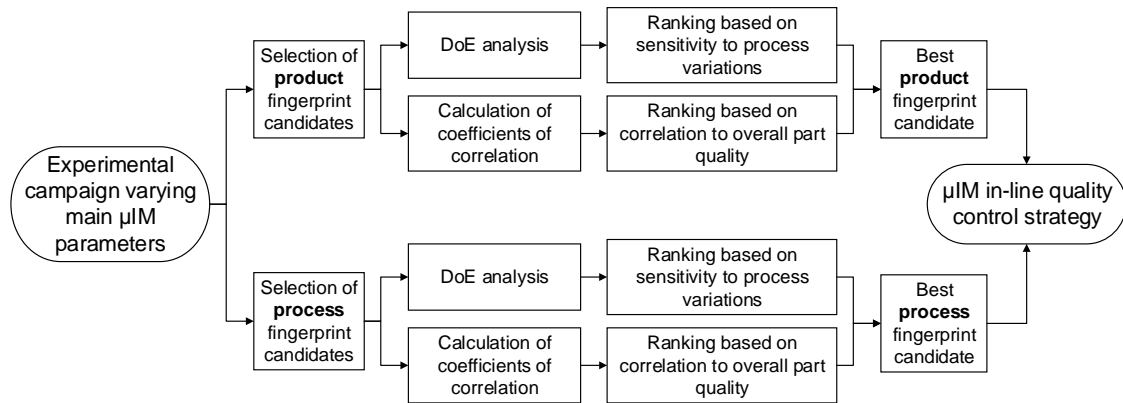 Experimental
campaign varying
main µIM
parameters
Selection of
product
fingerprint
candidates
DoE analysis
Ranking based on
sensitivity to process
variations
Calculation of
coefficients of
correlation
Ranking based on
correlation to overall part
quality
Best
product
fingerprint
candidate
Selection of
process
fingerprint
candidates
DoE analysis
Ranking based on
sensitivity to process
variations
Calculation of
coefficients of
correlation
Ranking based on
correlation to overall part
quality
Best
process
fingerprint
candidate
µIM in-line quality
control strategy